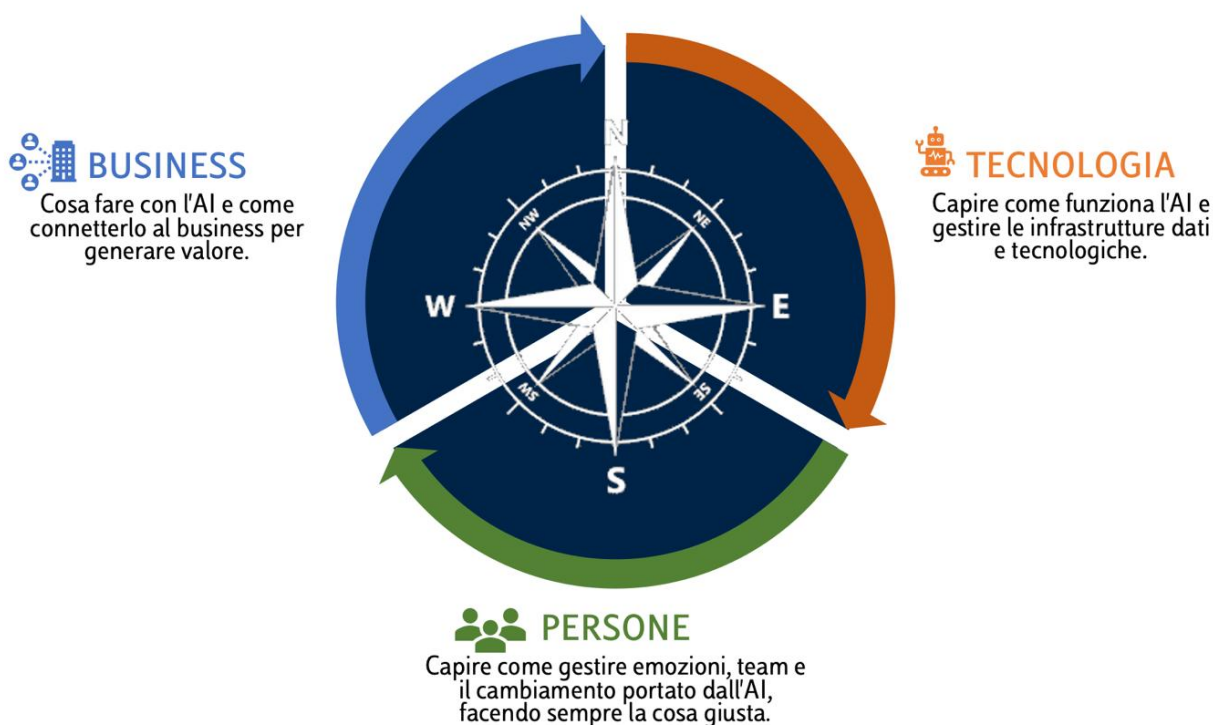 BUSINESS
Cosa fare con l'AI e come
connetterlo al business per
generare valore.
TECNOLOGIA
Capire come funziona l'AI e
gestire le infrastrutture dati
e tecnologiche.
N
NW
NE
W
E
SW
SE
S
PERSONE
Capire come gestire emozioni, team e
il cambiamento portato dall'AI,
facendo sempre la cosa giusta.